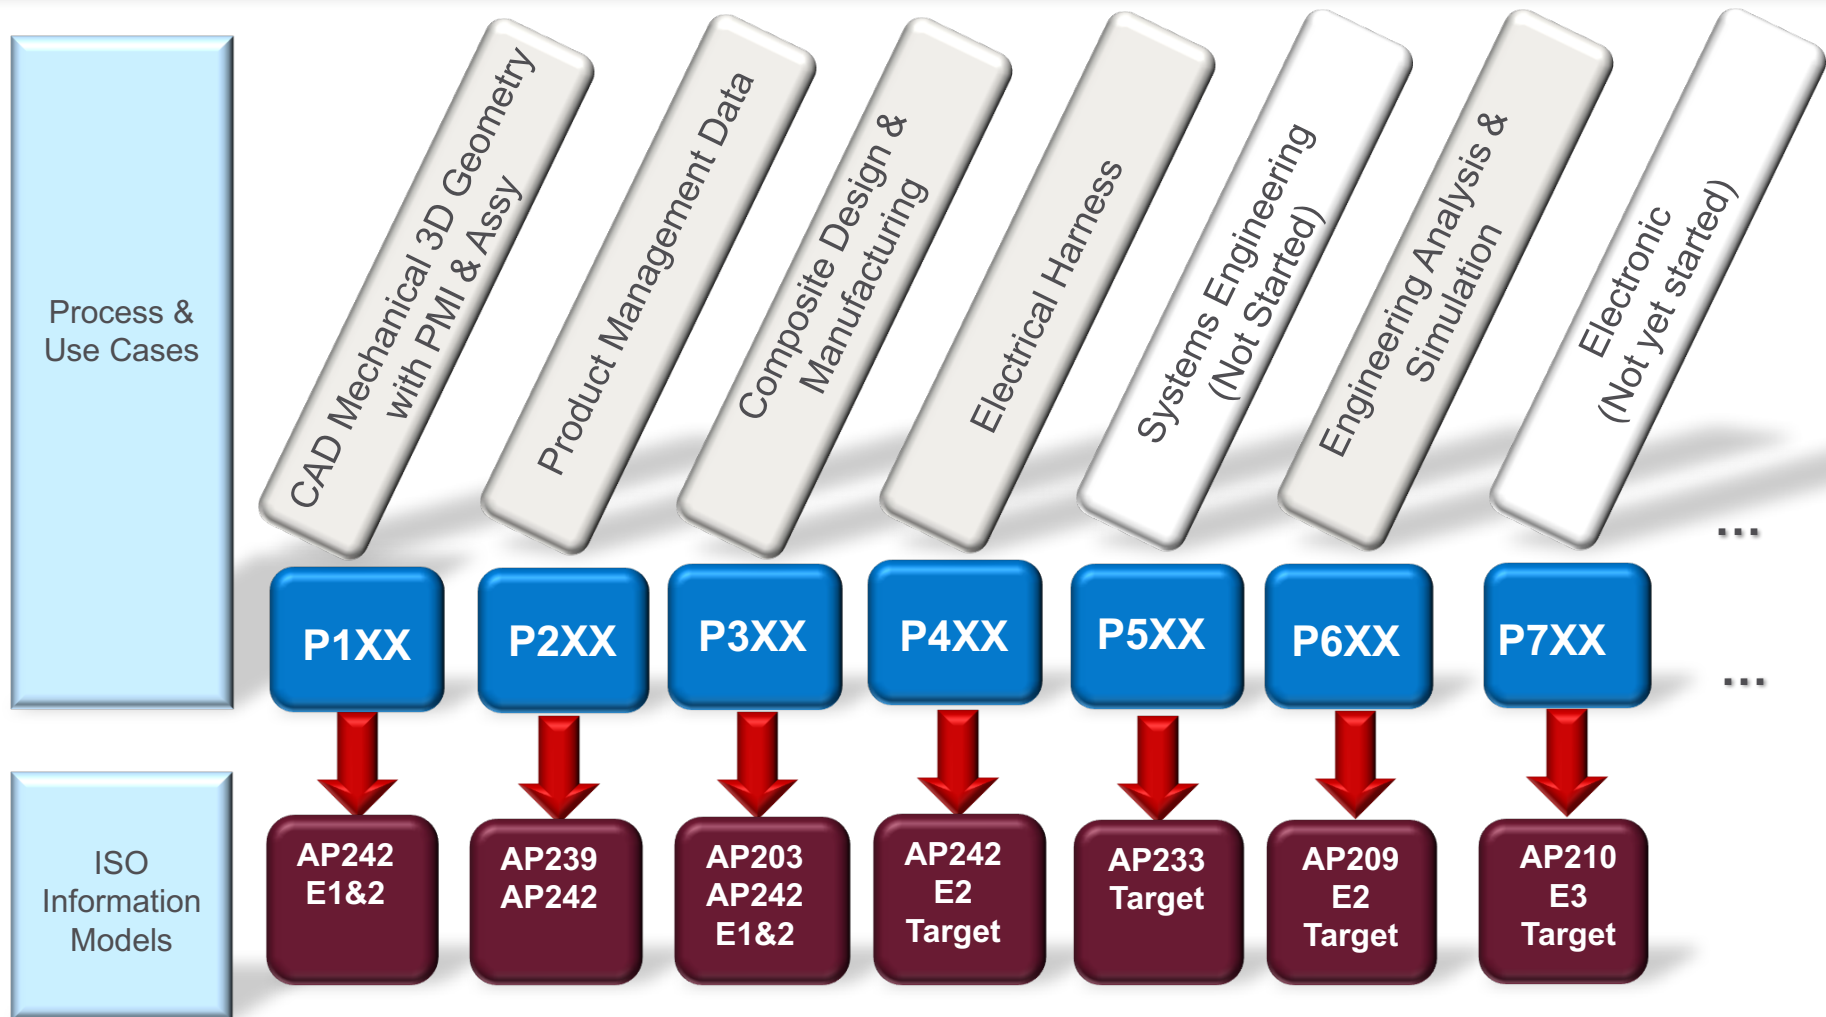 Process &
Use Cases
CAD Mechanical 3D Geometry
with PMI & Assy
Product Management Data
Composite Design &
Manufacturing
Electrical Harness
Systems Engineering
(Not Started)
Engineering Analysis &
Simulation
Electronic
(Not yet started)
...
P1XX
P2XX
P3XX
P4XX
P5XX
P6XX
P7XX
...
ISO
Information
Models
AP242
E1&2
AP239
AP242
AP203
AP242
E1&2
AP242
E2
Target
AP233
Target
AP209
E2
Target
AP210
E3
Target